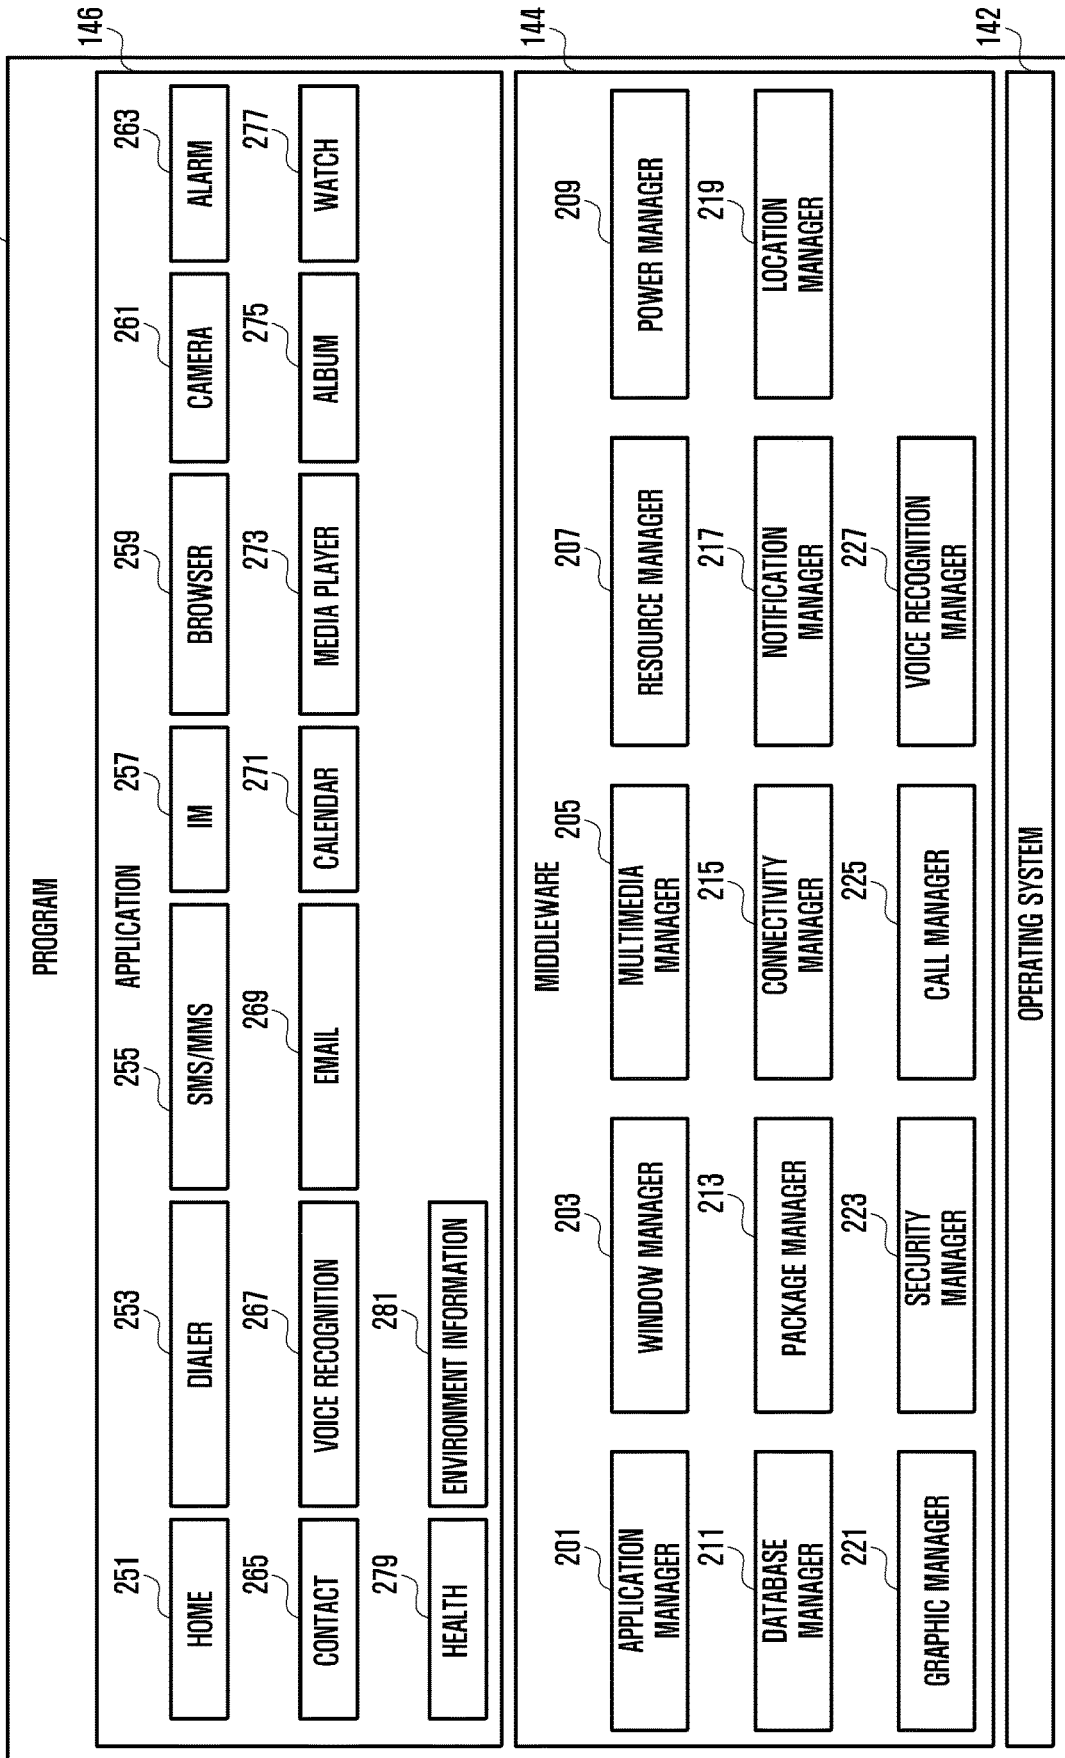 PROGRAM
146
APPLICATION
251
253
255
257
259
261
263
HOME
DIALER
SMS/MMS
IM
BROWSER
CAMERA
ALARM
265
267
269
271
273
275
277
CONTACT
VOICE RECOGNITION
EMAIL
CALENDAR
MEDIA PLAYER
ALBUM
WATCH
279
281
HEALTH
ENVIRONMENT INFORMATION
144
MIDDLEWARE
201
203
205
207
209
APPLICATION
MANAGER
WINDOW MANAGER
MULTIMEDIA
MANAGER
RESOURCE MANAGER
POWER MANAGER
211
213
215
217
219
DATABASE
MANAGER
PACKAGE MANAGER
CONNECTIVITY
MANAGER
NOTIFICATION
MANAGER
LOCATION
MANAGER
221
223
225
227
GRAPHIC MANAGER
SECURITY
MANAGER
CALL MANAGER
VOICE RECOGNITION
MANAGER
142
OPERATING SYSTEM